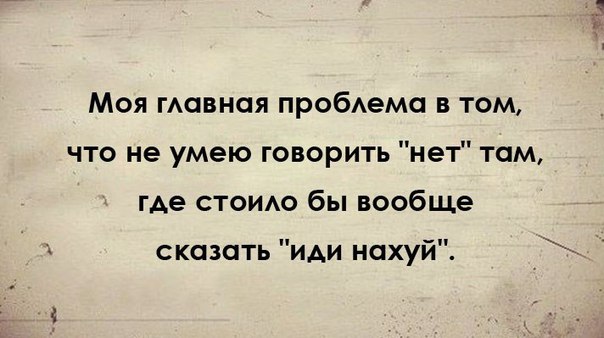 Моя главная проблема в том,
что не умею говорить "нет" там,
где стоило бы вообще
сказать "иди нахуй".